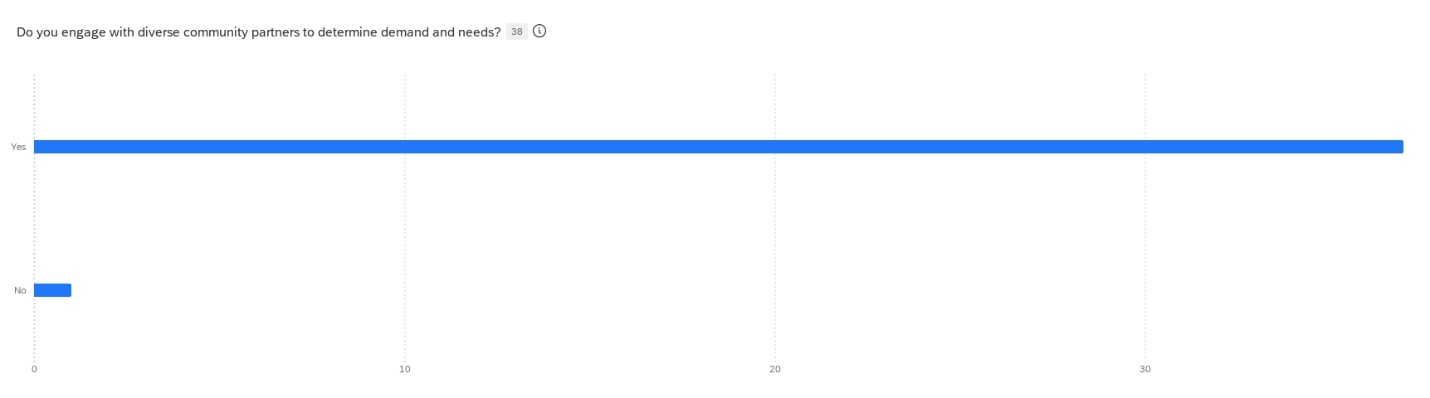 Do you engage with diverse community partners to determine demand and needs? 38
Yes
No
0 10 20 30